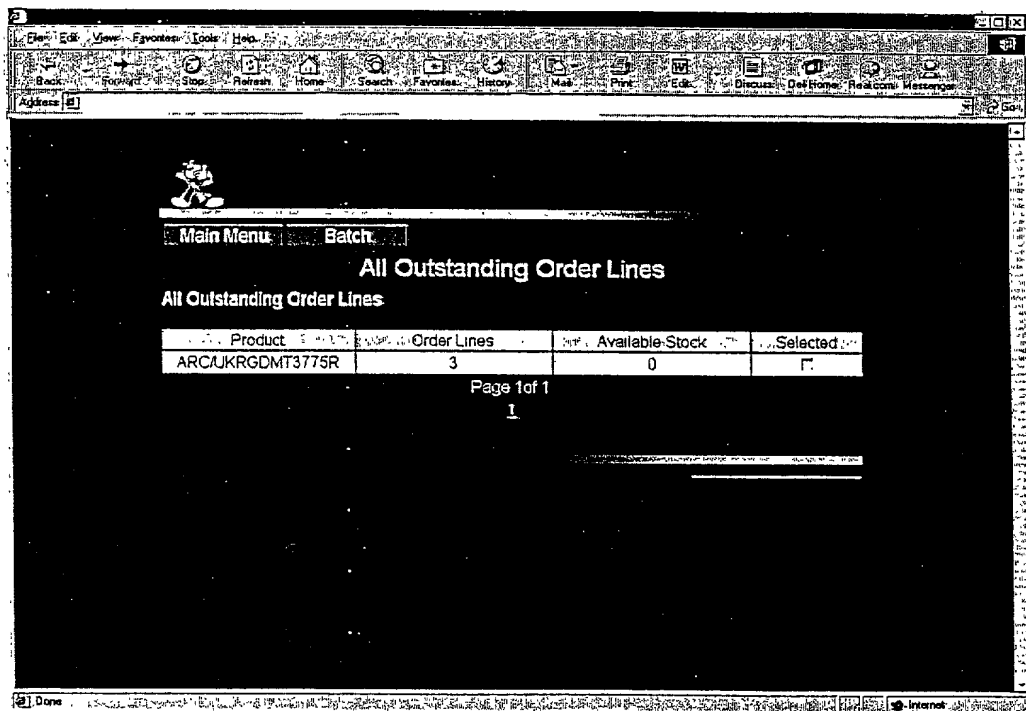 File Edit View Favorites Tools Help
Back Forward Stop Refresh Home Search Favorites History Mail Print Edit Discuss Dell Home Real.com Messenger
Address Go
Main Menu Batch
All Outstanding Order Lines
All Outstanding Order Lines
Product Order Lines Available Stock Selected
ARC/UKRGDMT3775R 3 0
Page 1of 1
1
Done Internet